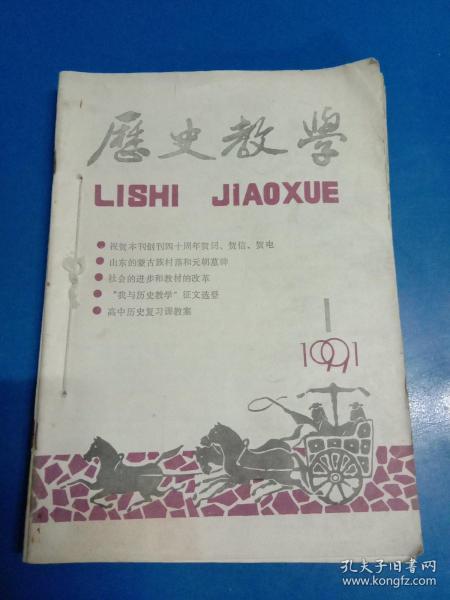 歷史教學
LISHI JIAOXUE
● 祝贺本刊创刊四十周年贺词、贺信、贺电
● 山东的蒙古族村落和元朝墓碑
● 社会的进步和教材的改革
● “我与历史教学”征文选登
● 高中历史复习课教案
1
1991
孔夫子旧书网
www.kongfz.com